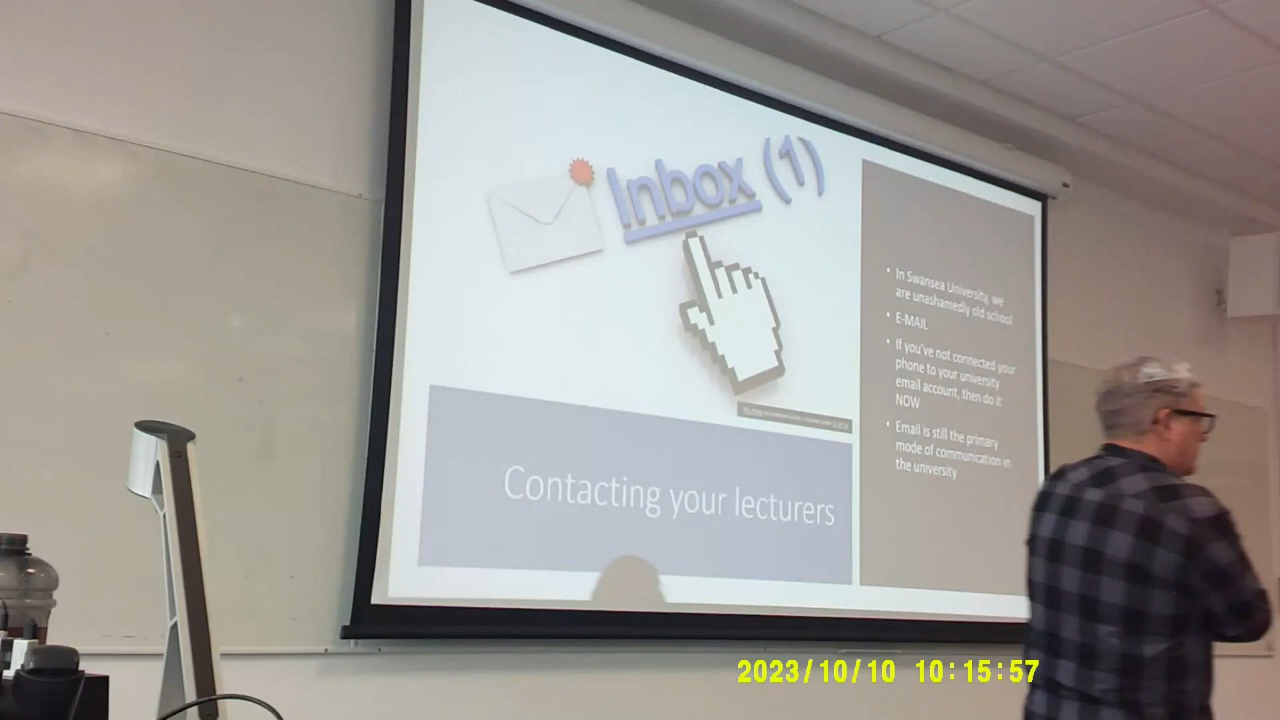 Inbox (1)
Contacting your lecturers
• In Swansea University, we
are unashamedly old school
• E-MAIL
• If you've not connected your
phone to your university
email account, then do it
NOW
• Email is still the primary
mode of communication in
the university
2023/10/10 10:15:57